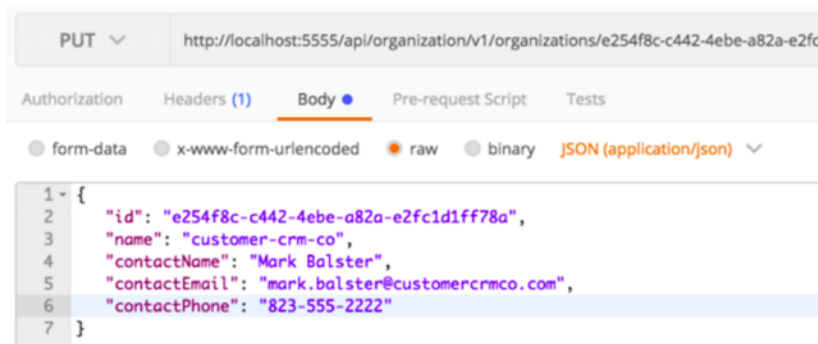 PUT http://localhost:5555/api/organization/v1/organizations/e254f8c-c442-4ebe-a82a-e2fc
Authorization Headers (1) Body Pre-request Script Tests
form-data x-www-form-urlencoded raw binary JSON (application/json)
1 {
2 "id": "e254f8c-c442-4ebe-a82a-e2fc1d1ff78a",
3 "name": "customer-crm-co",
4 "contactName": "Mark Balster",
5 "contactEmail": "mark.balster@customercrmco.com",
6 "contactPhone": "823-555-2222"
7 }